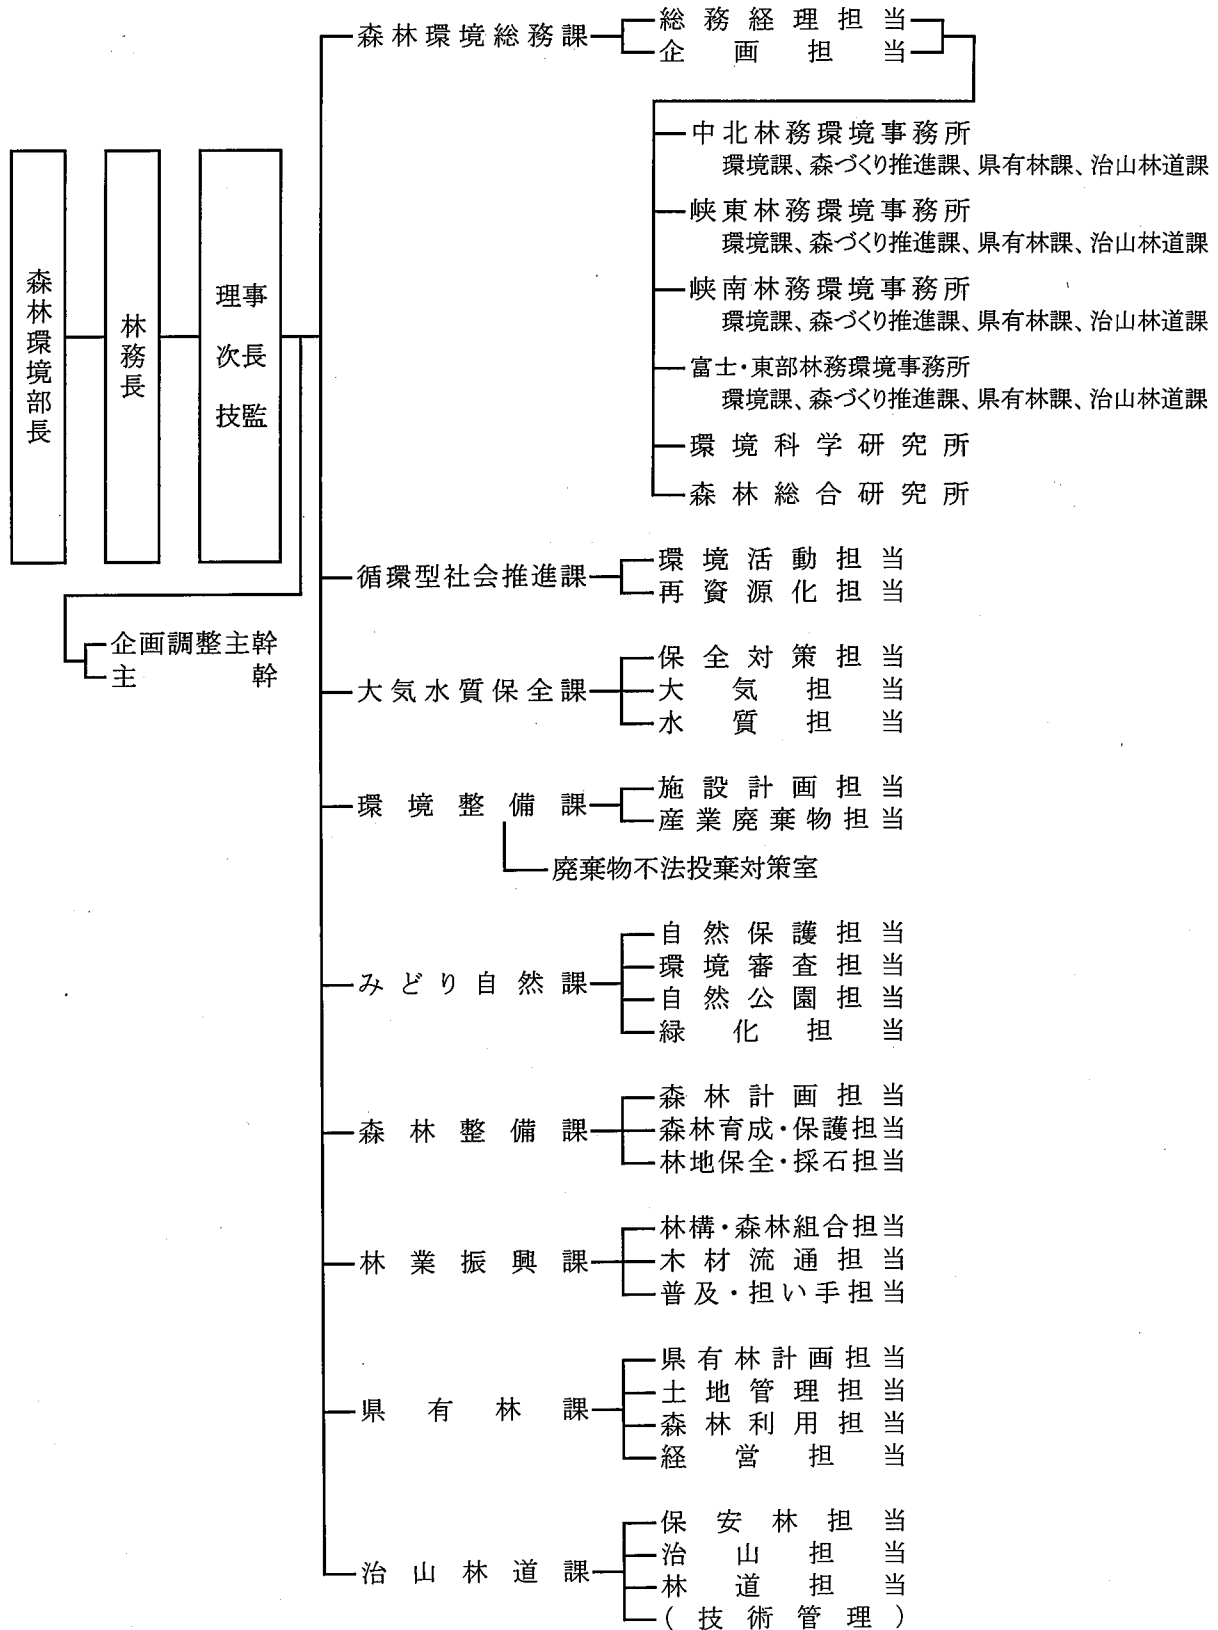 森林環境部長
林務長
理事
次長
技監
企画調整主幹
主幹
森林環境総務課
総務経理担当
企画担当
中北林務環境事務所
環境課、森づくり推進課、県有林課、治山林道課
峡東林務環境事務所
環境課、森づくり推進課、県有林課、治山林道課
峡南林務環境事務所
環境課、森づくり推進課、県有林課、治山林道課
富士・東部林務環境事務所
環境課、森づくり推進課、県有林課、治山林道課
環境科学研究所
森林総合研究所
循環型社会推進課
環境活動担当
再資源化担当
大気水質保全課
保全対策担当
大気担当
水質担当
環境整備課
施設計画担当
産業廃棄物担当
廃棄物不法投棄対策室
みどり自然課
自然保護担当
環境審査担当
自然公園担当
緑化担当
森林整備課
森林計画担当
森林育成・保護担当
林地保全・採石担当
林業振興課
林構・森林組合担当
木材流通担当
普及・担い手担当
県有林課
県有林計画担当
土地管理担当
森林利用担当
経営担当
治山林道課
保安林担当
治山担当
林道担当
(技術管理)